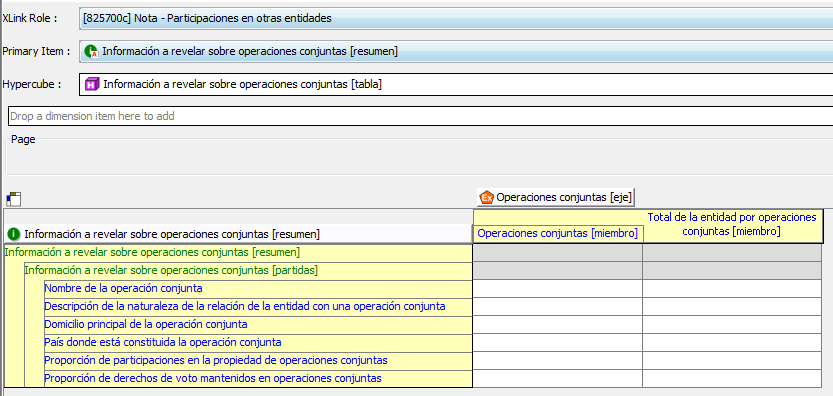 XLink Role : [825700c] Nota - Participaciones en otras entidades
Primary Item : Información a revelar sobre operaciones conjuntas [resumen]
Hypercube : Información a revelar sobre operaciones conjuntas [tabla]
Drop a dimension item here to add
Page
Operaciones conjuntas [eje]
Información a revelar sobre operaciones conjuntas [resumen]
Operaciones conjuntas [miembro]
Total de la entidad por operaciones
conjuntas [miembro]
Información a revelar sobre operaciones conjuntas [resumen]
Información a revelar sobre operaciones conjuntas [partidas]
Nombre de la operación conjunta
Descripción de la naturaleza de la relación de la entidad con una operación conjunta
Domicilio principal de la operación conjunta
País donde está constituida la operación conjunta
Proporción de participaciones en la propiedad de operaciones conjuntas
Proporción de derechos de voto mantenidos en operaciones conjuntas